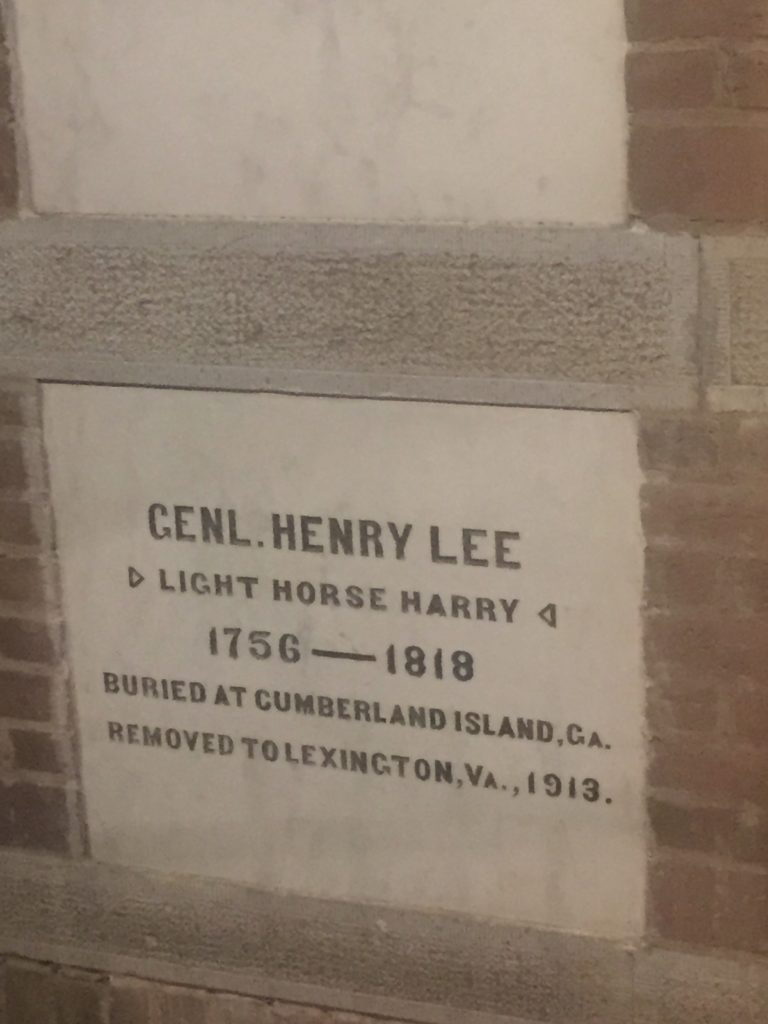 GENL. HENRY LEE
LIGHT HORSE HARRY
1756 — 1818
BURIED AT CUMBERLAND ISLAND, GA.
REMOVED TO LEXINGTON, VA., 1913.